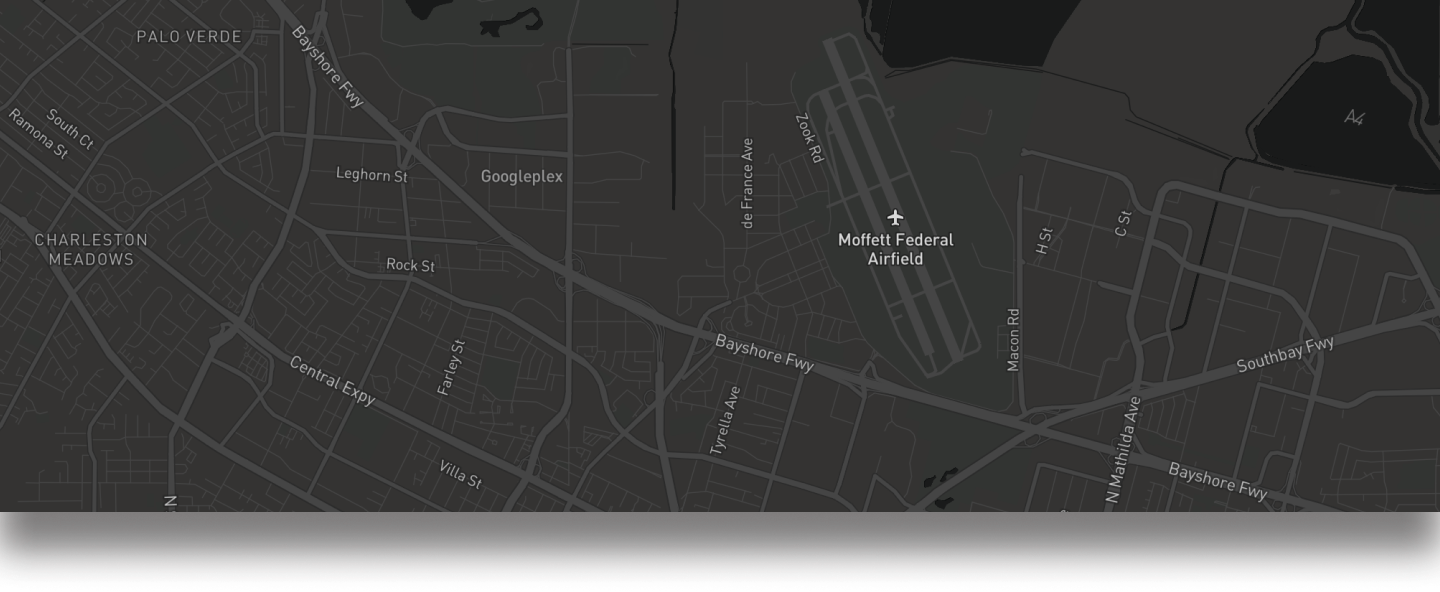 PALO VERDE
Bayshore Fwy
South Ct
Ramona St
Leghorn St
Googleplex
de France Ave
Zook Rd
A4
Moffett Federal
Airfield
H St
C St
CHARLESTON
MEADOWS
Rock St
Farley St
Central Expy
Bayshore Fwy
Macon Rd
Southbay Fwy
Tyrella Ave
Villa St
N Mathilda Ave
Bayshore Fwy
N